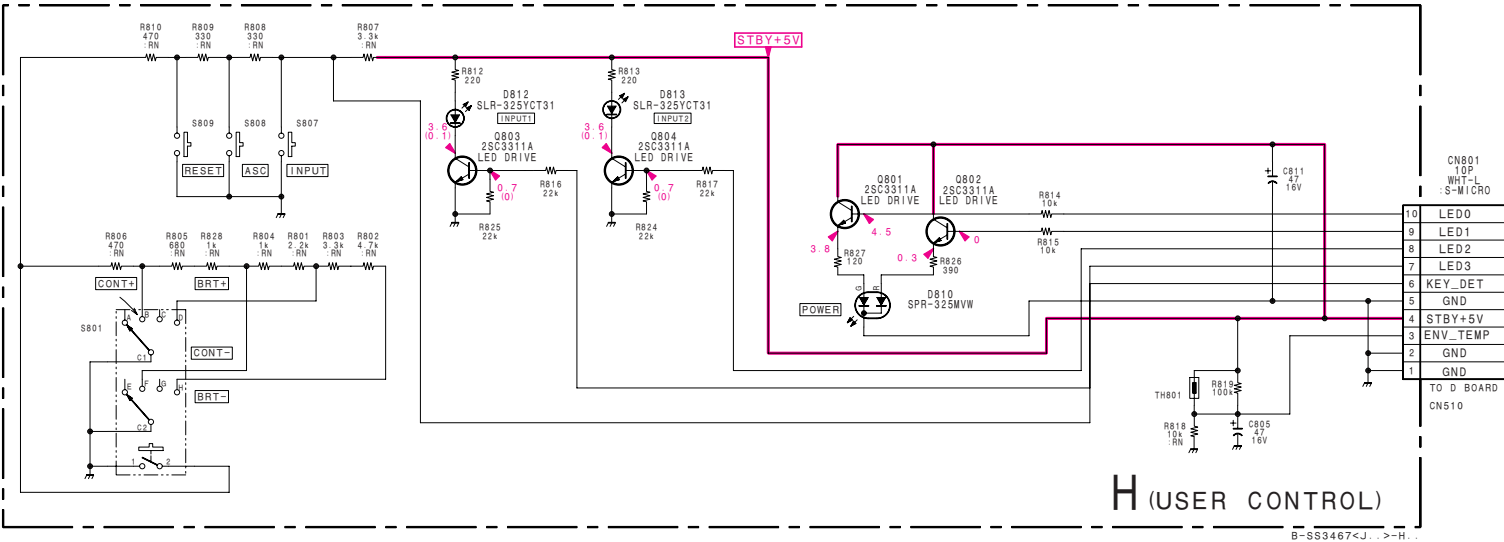 R810
470
:RN
R809
330
:RN
R808
330
:RN
R807
3.3k
:RN
STBY+5V
R812
220
D812
SLR-325YCT31
INPUT1
3.6
(0.1)
Q803
2SC3311A
LED DRIVE
R813
220
D813
SLR-325YCT31
INPUT2
3.6
(0.1)
Q804
2SC3311A
LED DRIVE
S809
RESET
S808
ASC
S807
INPUT
0.7
(0)
R816
22k
R825
22k
0.7
(0)
R817
22k
R824
22k
Q801
2SC3311A
LED DRIVE
Q802
2SC3311A
LED DRIVE
4.5
3.8
0
0.3
R827
120
R826
390
R814
10k
R815
10k
C811
47
16V
+
G
R
D810
SPR-325MVW
POWER
CN801
10P
WHT-L
:S-MICRO
10 LED0
9 LED1
8 LED2
7 LED3
6 KEY_DET
5 GND
4 STBY+5V
3 ENV_TEMP
2 GND
1 GND
TO D BOARD
CN510
R806
470
:RN
R805
680
:RN
R828
1k
:RN
R804
1k
:RN
R801
2.2k
:RN
R803
3.3k
:RN
R802
4.7k
:RN
CONT+
BRT+
S801
A B C D
C1
CONT-
E F G H
BRT-
C2
1 2
TH801
R819
100k
R818
10k
:RN
+
C805
47
16V
H (USER CONTROL)
B-SS3467<J..>-H..